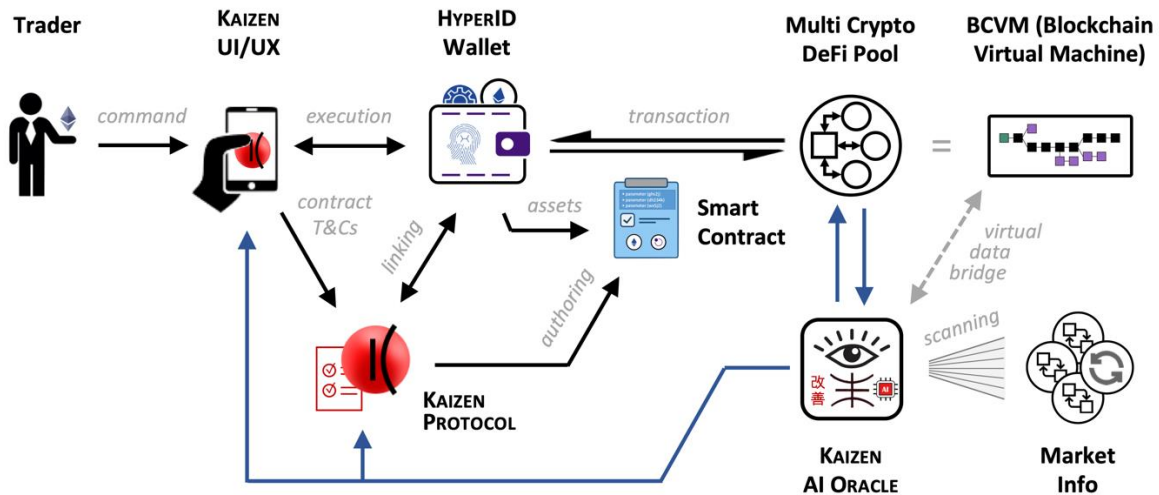 Trader
KAIZEN
UI/UX
HYPERID
Wallet
Multi Crypto
DeFi Pool
BCVM (Blockchain
Virtual Machine)
command
execution
transaction
=
contract
T&Cs
linking
assets
Smart
Contract
virtual
data
bridge
authoring
scanning
改
善
AI
KAIZEN
PROTOCOL
KAIZEN
AI ORACLE
Market
Info